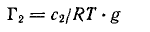 Γ₂ = c₂/RT · g